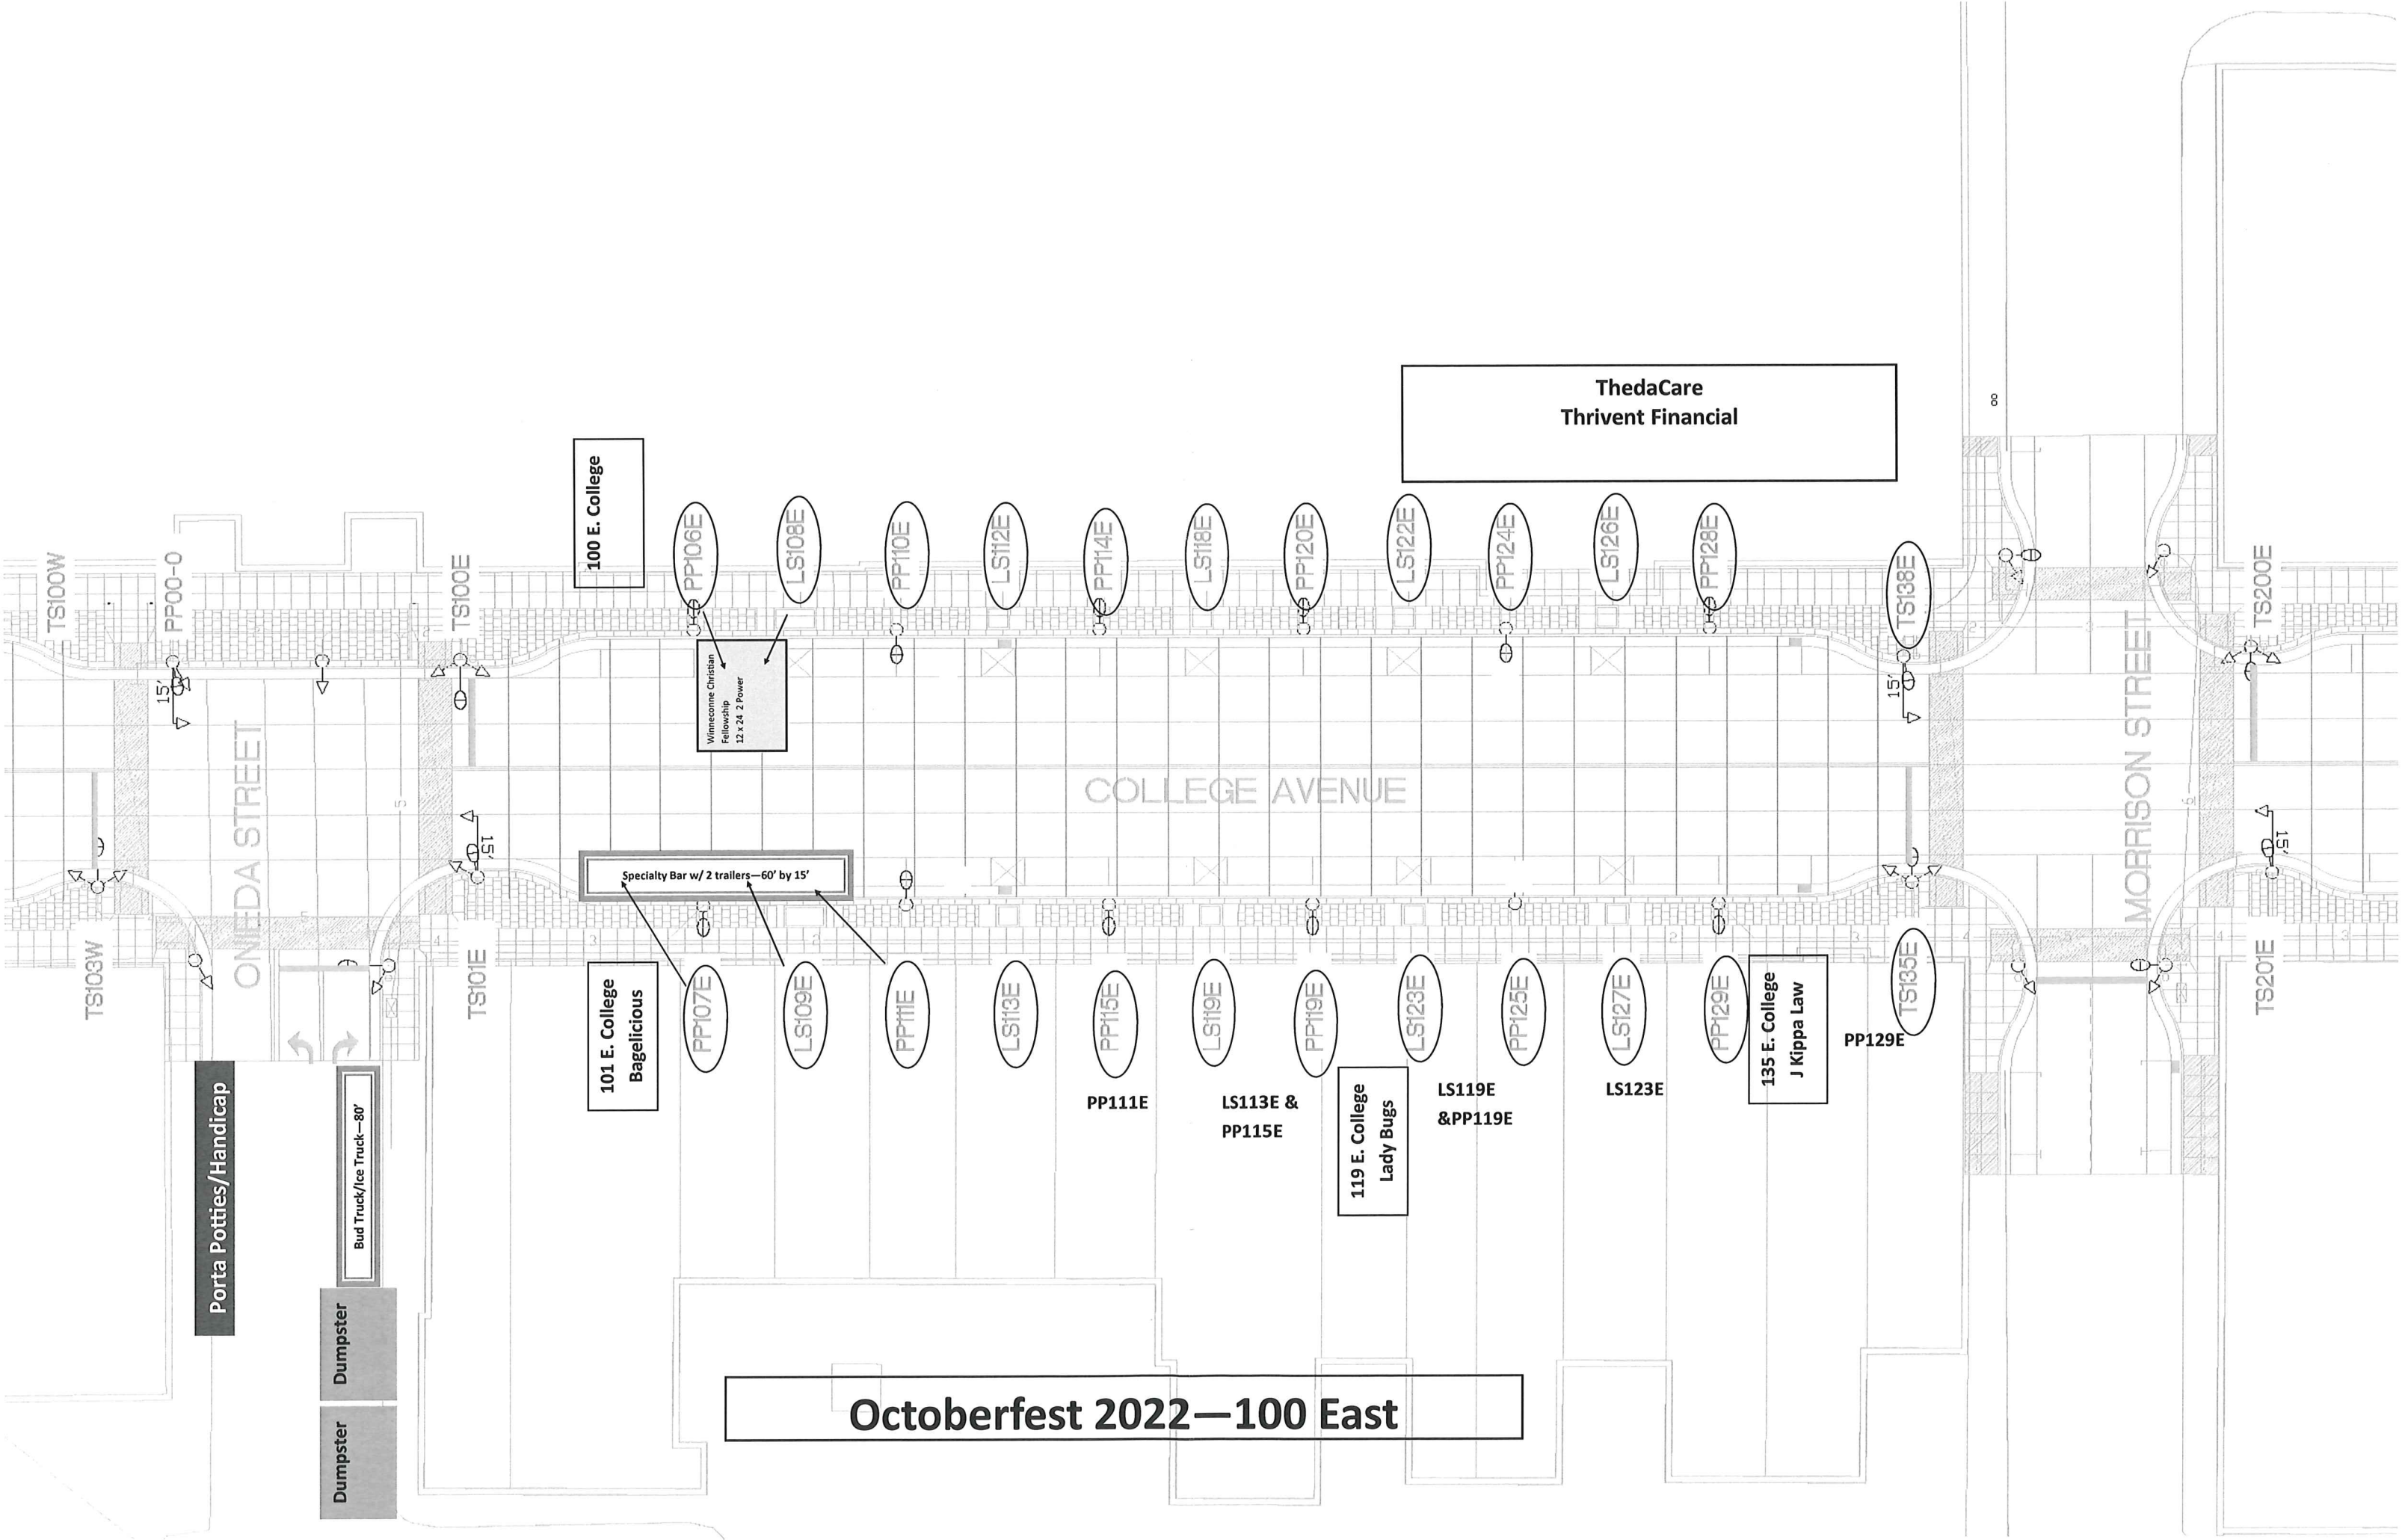 ThedaCare
Thrivent Financial
8
100 E. College
TS100W
PP00-0
TS100E
PP106E
LS108E
PP110E
LS112E
PP114E
LS118E
PP120E
LS122E
PP124E
LS126E
PP128E
TS138E
TS200E
15'
15'
Winneconne Christian
Fellowship
12 x 24 2 Power
ONEIDA STREET
COLLEGE AVENUE
MORRISON STREET
15'
15'
Specialty Bar w/ 2 trailers—60' by 15'
TS103W
TS101E
101 E. College
Bagelicious
PP107E
LS109E
PP111E
LS113E
PP115E
LS119E
PP119E
LS123E
PP125E
LS127E
PP129E
135 E. College
J Kippa Law
TS135E
TS201E
PP129E
PP111E
LS113E &
PP115E
119 E. College
Lady Bugs
LS119E
&PP119E
LS123E
Porta Potties/Handicap
Bud Truck/Ice Truck—80'
Dumpster
Dumpster
Octoberfest 2022—100 East